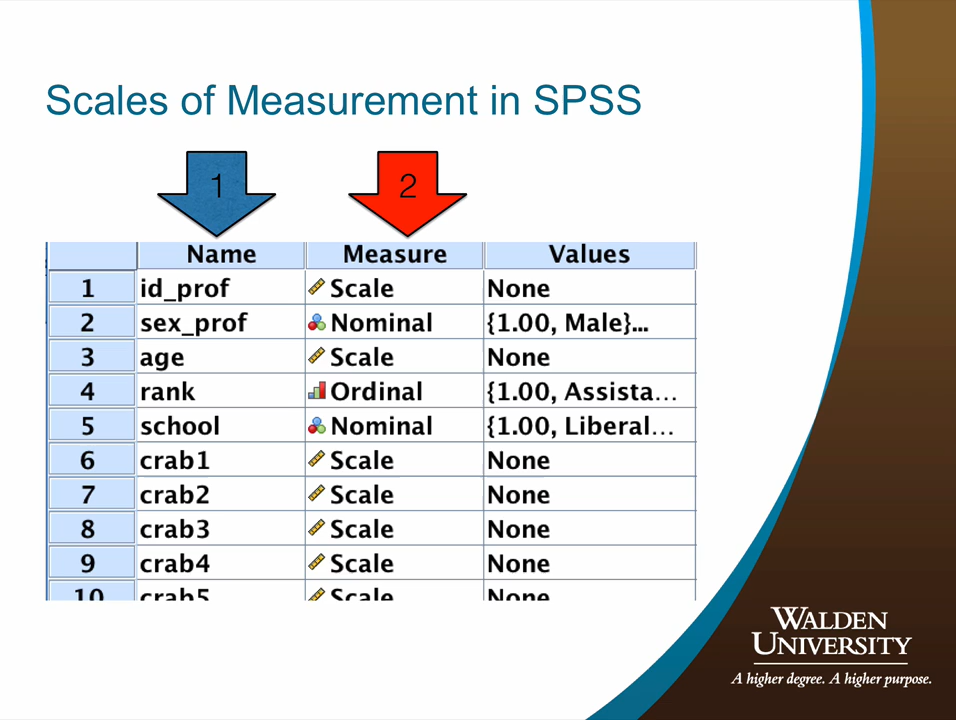 Scales of Measurement in SPSS
1 2
Name Measure Values
1 id_prof Scale None
2 sex_prof Nominal {1.00, Male}...
3 age Scale None
4 rank Ordinal {1.00, Assista...
5 school Nominal {1.00, Liberal...
6 crab1 Scale None
7 crab2 Scale None
8 crab3 Scale None
9 crab4 Scale None
10 crab5 Scale None
WALDEN
UNIVERSITY
A higher degree. A higher purpose.